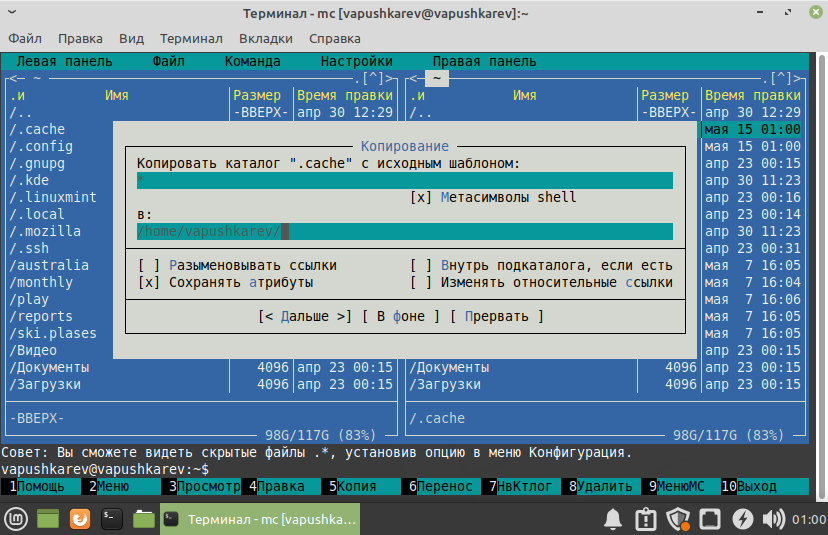 Терминал - mc [vapushkarev@vapushkarev]:~
Файл Правка Вид Терминал Вкладки Справка
Левая панель Файл Команда Настройки Правая панель
<— ~ .[^]> <— ~ .[^]>
.и Имя Размер Время правки .и Имя Размер Время правки
/.. -ВВЕРХ- апр 30 12:29 /.. -ВВЕРХ- апр 30 12:29
/.cache мая 15 01:00
/.config мая 15 01:00
/.gnupg апр 23 00:15
/.kde апр 30 11:23
/.linuxmint апр 23 00:16
/.local апр 23 00:14
/.mozilla апр 30 11:23
/.ssh апр 23 00:31
/australia мая 7 16:05
/monthly мая 7 16:04
/play мая 7 16:06
/reports мая 7 16:05
/ski.plases мая 7 16:05
/Видео апр 23 00:15
/Документы 4096 апр 23 00:15 /Документы 4096 апр 23 00:15
/Загрузки 4096 апр 23 00:15 /Загрузки 4096 апр 23 00:15
Копирование
Копировать каталог ".cache" с исходным шаблоном:
*
[x] Метасимволы shell
в:
/home/vapushkarev/
[ ] Разыменовывать ссылки [ ] Внутрь подкаталога, если есть
[x] Сохранять атрибуты [ ] Изменять относительные ссылки
[< Дальше >] [ В фоне ] [ Прервать ]
-ВВЕРХ- /.cache
98G/117G (83%) 98G/117G (83%)
Совет: Вы сможете видеть скрытые файлы .*, установив опцию в меню Конфигурация.
vapushkarev@vapushkarev:~$
1Помощь 2Меню 3Просмотр 4Правка 5Копия 6Перенос 7НвКтлог 8Удалить 9МенюМС 10Выход
Терминал - mc [vapushka... 01:00